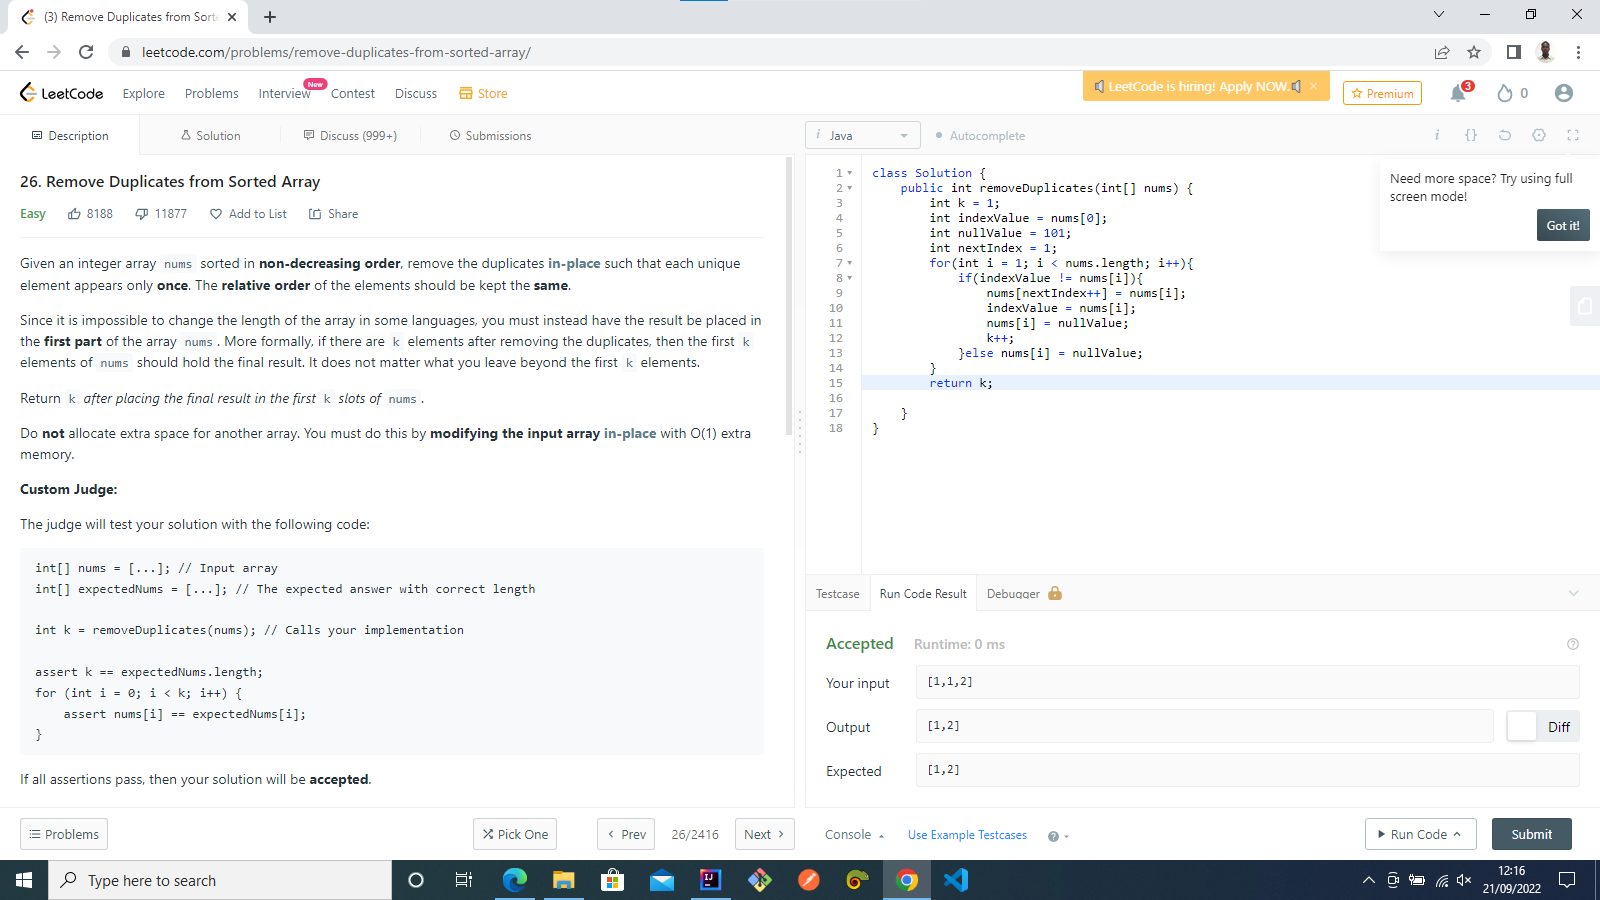 (3) Remove Duplicates from Sort
leetcode.com/problems/remove-duplicates-from-sorted-array/
LeetCode
Explore
Problems
Interview
New
Contest
Discuss
Store
LeetCode is hiring! Apply NOW.
Premium
3
0
Description
Solution
Discuss (999+)
Submissions
i Java
Autocomplete
26. Remove Duplicates from Sorted Array
Easy
8188
11877
Add to List
Share
Given an integer array nums sorted in non-decreasing order, remove the duplicates in-place such that each unique
element appears only once. The relative order of the elements should be kept the same.
Since it is impossible to change the length of the array in some languages, you must instead have the result be placed in
the first part of the array nums . More formally, if there are k elements after removing the duplicates, then the first k
elements of nums should hold the final result. It does not matter what you leave beyond the first k elements.
Return k after placing the final result in the first k slots of nums .
Do not allocate extra space for another array. You must do this by modifying the input array in-place with O(1) extra
memory.
Custom Judge:
The judge will test your solution with the following code:
int[] nums = [...]; // Input array
int[] expectedNums = [...]; // The expected answer with correct length
int k = removeDuplicates(nums); // Calls your implementation
assert k == expectedNums.length;
for (int i = 0; i < k; i++) {
    assert nums[i] == expectedNums[i];
}
If all assertions pass, then your solution will be accepted.
Problems
Pick One
Prev
26/2416
Next
1 class Solution {
2     public int removeDuplicates(int[] nums) {
3         int k = 1;
4         int indexValue = nums[0];
5         int nullValue = 101;
6         int nextIndex = 1;
7         for(int i = 1; i < nums.length; i++){
8             if(indexValue != nums[i]){
9                 nums[nextIndex++] = nums[i];
10                 indexValue = nums[i];
11                 nums[i] = nullValue;
12                 k++;
13             }else nums[i] = nullValue;
14         }
15         return k;
16
17     }
18 }
Need more space? Try using full
screen mode!
Got it!
Testcase
Run Code Result
Debugger
Accepted
Runtime: 0 ms
Your input
[1,1,2]
Output
[1,2]
Diff
Expected
[1,2]
Console
Use Example Testcases
Run Code
Submit
Type here to search
12:16
21/09/2022